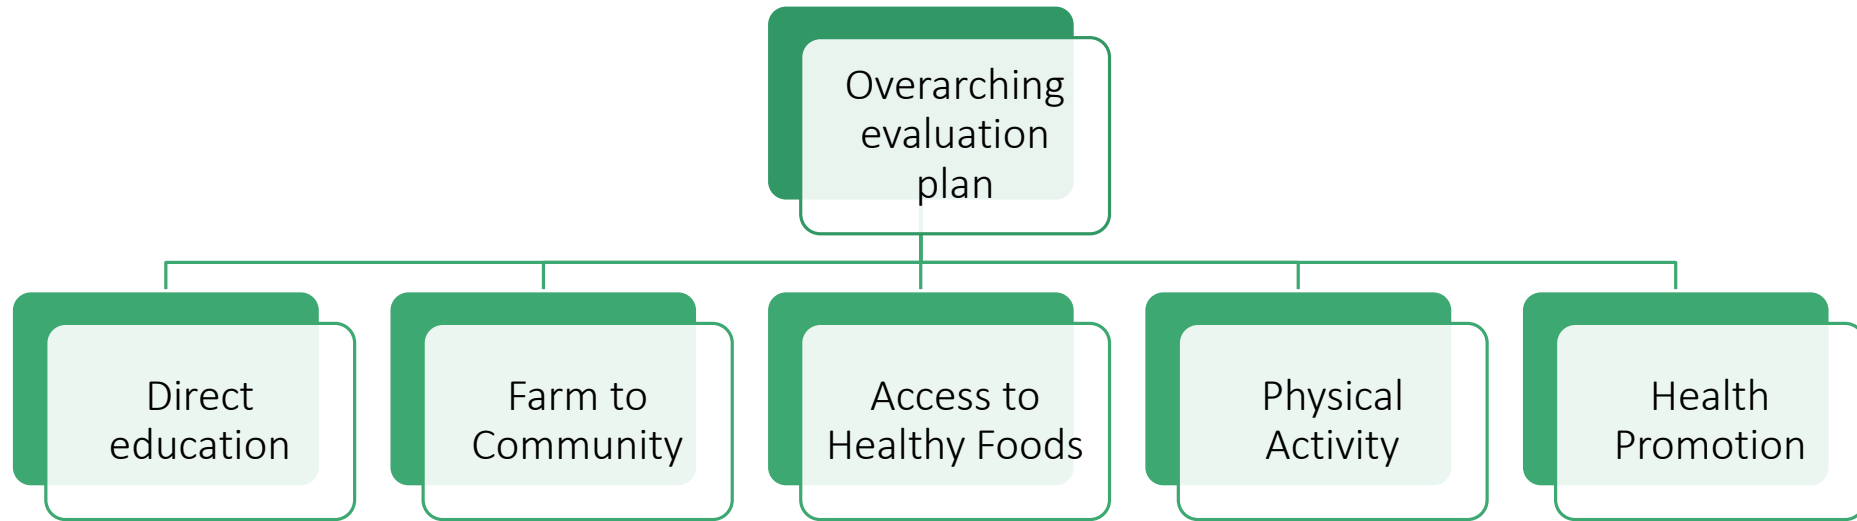 Overarching
evaluation
plan
Direct
education
Farm to
Community
Access to
Healthy Foods
Physical
Activity
Health
Promotion